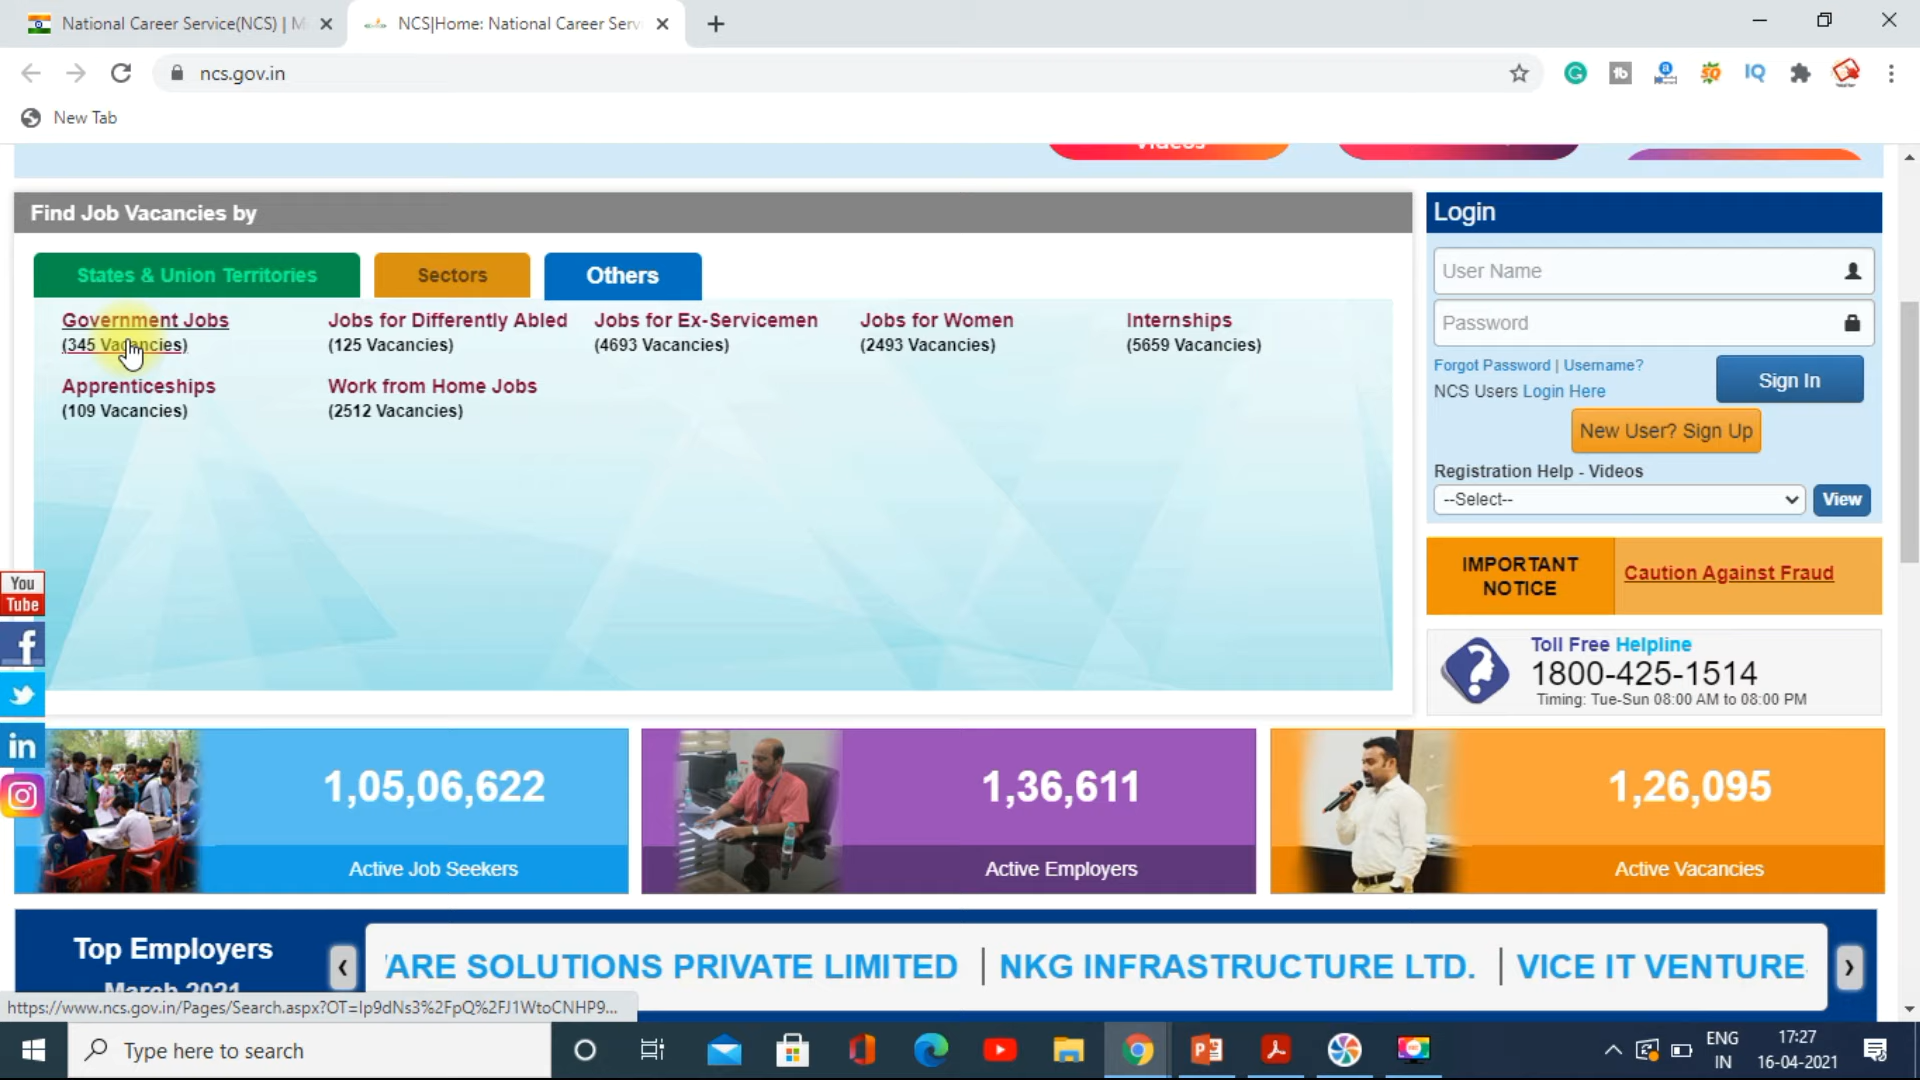 National Career Service(NCS) | M
NCS|Home: National Career Serv
ncs.gov.in
New Tab
Videos
Find Job Vacancies by
Login
States & Union Territories
Sectors
Others
User Name
Government Jobs
(345 Vacancies)
Jobs for Differently Abled
(125 Vacancies)
Jobs for Ex-Servicemen
(4693 Vacancies)
Jobs for Women
(2493 Vacancies)
Internships
(5659 Vacancies)
Apprenticeships
(109 Vacancies)
Work from Home Jobs
(2512 Vacancies)
Password
Forgot Password | Username?
NCS Users Login Here
Sign In
New User? Sign Up
Registration Help - Videos
--Select--
View
IMPORTANT
NOTICE
Caution Against Fraud
Toll Free Helpline
1800-425-1514
Timing: Tue-Sun 08:00 AM to 08:00 PM
You
Tube
f
in
1,05,06,622
Active Job Seekers
1,36,611
Active Employers
1,26,095
Active Vacancies
Top Employers
March 2021
ARE SOLUTIONS PRIVATE LIMITED | NKG INFRASTRUCTURE LTD. | VICE IT VENTURE
https://www.ncs.gov.in/Pages/Search.aspx?OT=Ip9dNs3%2FpQ%2FJ1WtoCNHP9...
Type here to search
ENG
IN
17:27
16-04-2021